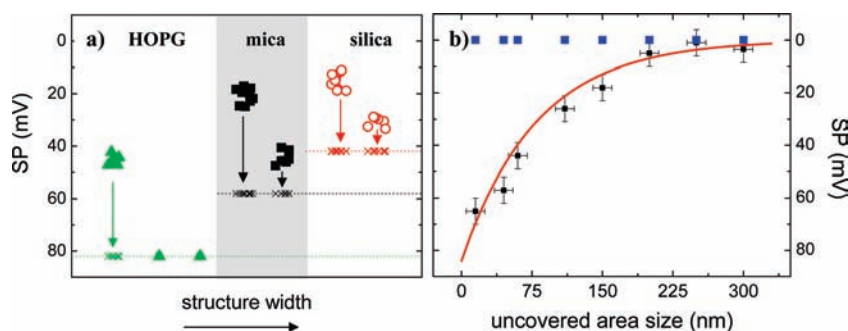 a) HOPG mica silica
0
20
40
60
80
SP (mV)
structure width
b)
0
20
40
60
80
SP (mV)
0 75 150 225 300
uncovered area size (nm)